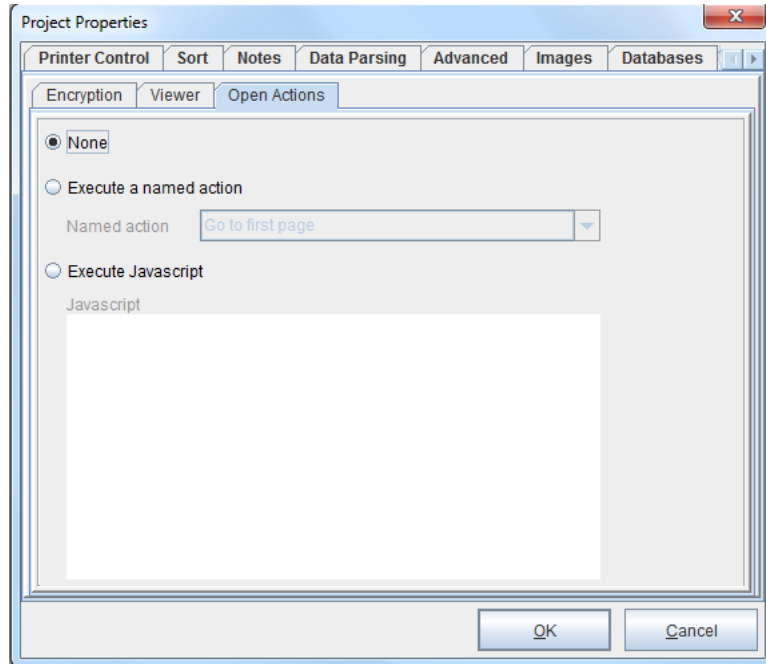 Project Properties
Printer Control Sort Notes Data Parsing Advanced Images Databases
Encryption Viewer Open Actions
None
Execute a named action
Named action Go to first page
Execute Javascript
Javascript
OK Cancel